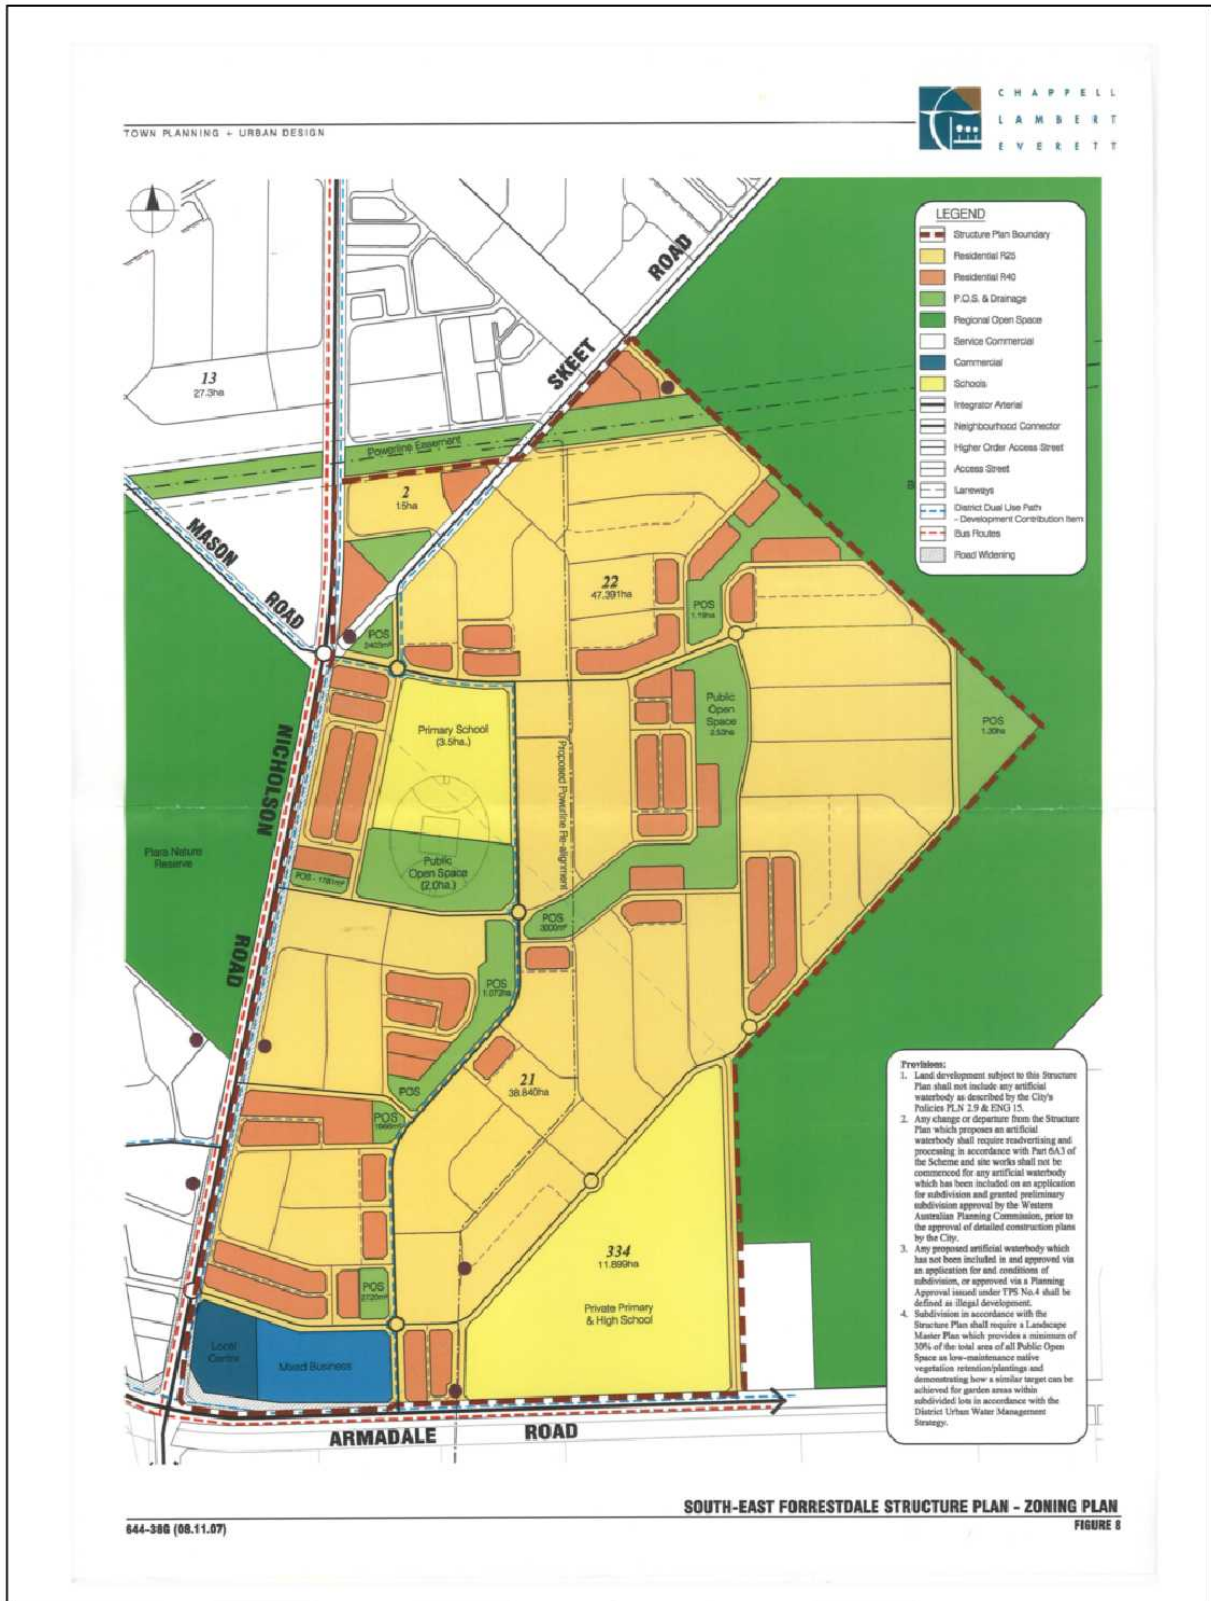 CHAPPELL
LAMBERT
EVERETT
TOWN PLANNING + URBAN DESIGN
LEGEND
Structure Plan Boundary
Residential R25
Residential R40
P.O.S. & Drainage
Regional Open Space
Service Commercial
Commercial
Schools
Integrator Arterial
Neighbourhood Connector
Higher Order Access Street
Access Street
Laneways
District Dual Use Path
- Development Contribution Item
Bus Routes
Road Widening
SKEET ROAD
13
27.3ha
Powerline Easement
2
1.5ha
MASON ROAD
22
47.391ha
POS
POS
Public
Open
Space
2.53ha
POS
1.30ha
Primary School
(3.5ha.)
Proposed Powerline Re-alignment
NICHOLSON ROAD
Piara Nature
Reserve
Public
Open Space
(2.0ha.)
POS - 1781m²
POS
3000m²
POS
1.072ha
21
38.840ha
POS
POS
334
11.899ha
Private Primary
& High School
POS
2720m²
Local
Centre
Mixed Business
ARMADALE ROAD
Provisions:
1. Land development subject to this Structure
Plan shall not include any artificial
waterbody as described by the City's
Policies PLN 2.9 & ENG 15.
2. Any change or departure from the Structure
Plan which proposes an artificial
waterbody shall require readvertising and
processing in accordance with Part 6A3 of
the Scheme and site works shall not be
commenced for any artificial waterbody
which has been included on an application
for subdivision and granted preliminary
subdivision approval by the Western
Australian Planning Commission, prior to
the approval of detailed construction plans
by the City.
3. Any proposed artificial waterbody which
has not been included in and approved via
an application for and conditions of
subdivision, or approved via a Planning
Approval issued under TPS No.4 shall be
defined as illegal development.
4. Subdivision in accordance with the
Structure Plan shall require a Landscape
Master Plan which provides a minimum of
30% of the total area of all Public Open
Space as low-maintenance native
vegetation retention/plantings and
demonstrating how a similar target can be
achieved for garden areas within
subdivided lots in accordance with the
District Urban Water Management
Strategy.
SOUTH-EAST FORRESTDALE STRUCTURE PLAN - ZONING PLAN
644-38G (08.11.07)
FIGURE 8